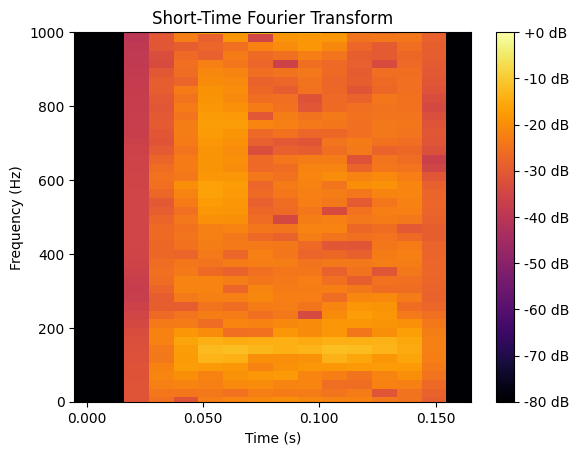 Short-Time Fourier Transform
1000
800
600
400
200
0
Frequency (Hz)
0.000
0.050
0.100
0.150
Time (s)
+0 dB
-10 dB
-20 dB
-30 dB
-40 dB
-50 dB
-60 dB
-70 dB
-80 dB